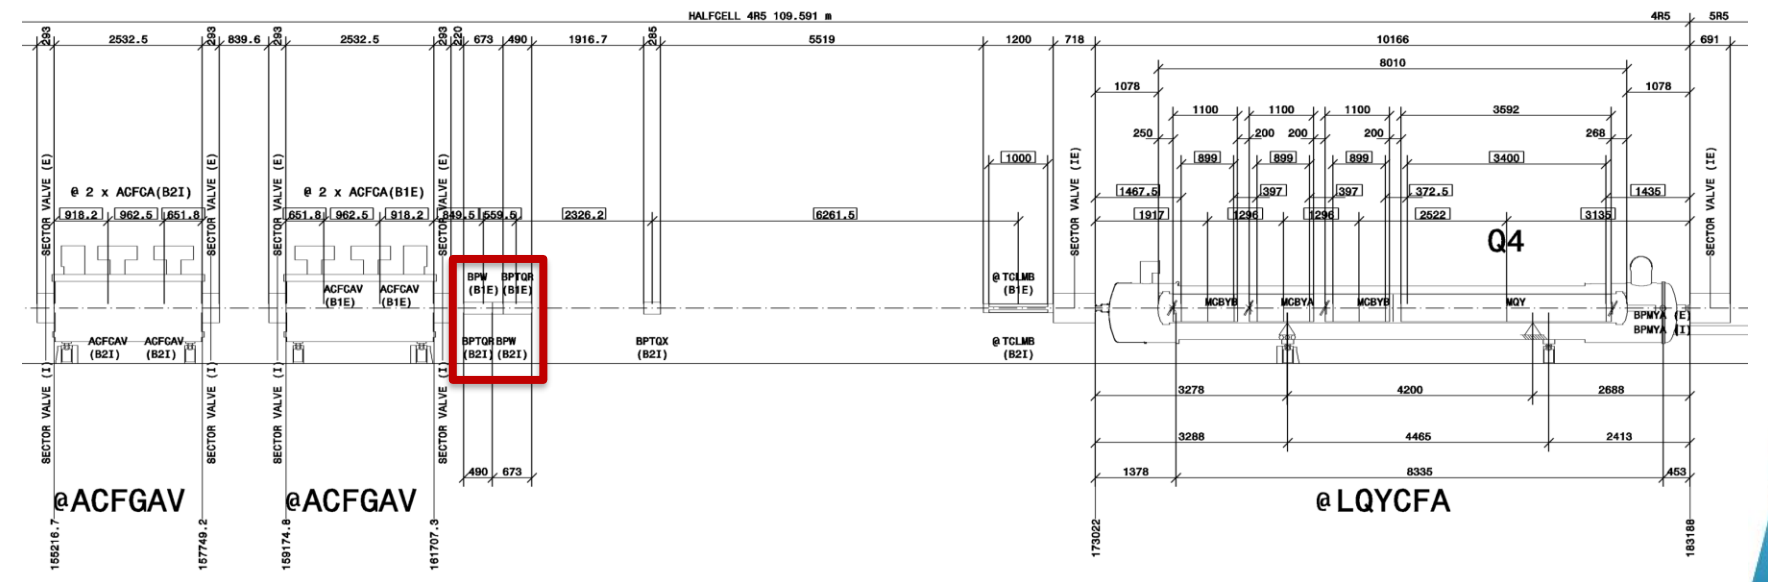 HALFCELL 4R5 109.591 m
4R5 5R5
293 2532.5 293 839.6 293 2532.5 293 220 673 490 1916.7 285 5519 1200 718 10166 691
8010
1078 1078
1100 1100 1100 3592
250 200 200 200 268
1000 899 899 899 3400
SECTOR VALVE (E)
SECTOR VALVE (E)
SECTOR VALVE (E)
SECTOR VALVE (E)
SECTOR VALVE (IE)
SECTOR VALVE (IE)
@ 2 x ACFCA(B2I) @ 2 x ACFCA(B1E)
1467.5 397 397 372.5 1435
918.2 962.5 651.8 651.8 962.5 918.2 849.5 559.5 2326.2 6261.5 1917 1296 1296 2522 3135
Q4
BPW
(B1E)
BPTQR
(B1E)
@TCLMB
(B1E)
ACFCAV
(B1E)
ACFCAV
(B1E)
MCBYB MCBYA MCBYB MQY
BPMYA (E)
BPMYA (I)
ACFCAV
(B2I)
ACFCAV
(B2I)
BPTQR
(B2I)
BPW
(B2I)
BPTQX
(B2I)
@TCLMB
(B2I)
SECTOR VALVE (I)
SECTOR VALVE (I)
SECTOR VALVE (I)
SECTOR VALVE (I)
3278 4200 2688
3288 4465 2413
490 673 1378 8335 453
@ACFGAV @ACFGAV @LQYCFA
155216.7 157749.2 159174.8 161707.3 173022 183188